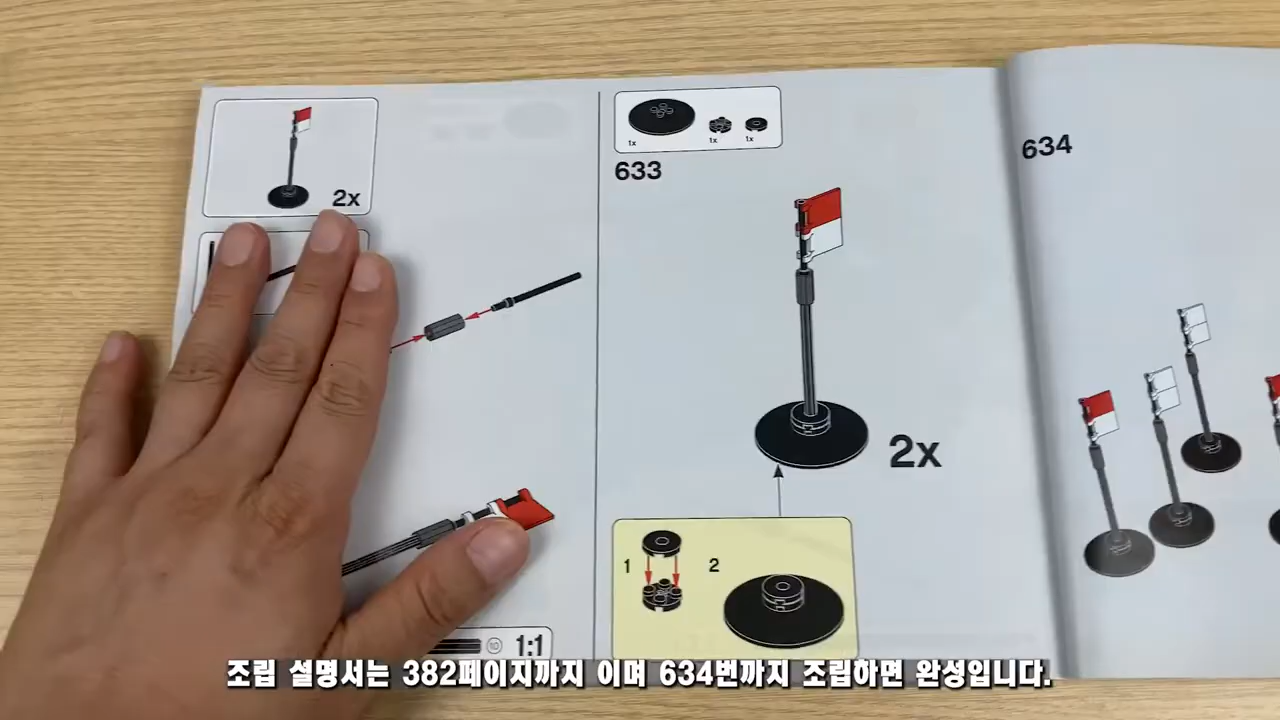 2x
1x
1x
1x
633
634
2x
1
2
10
1:1
조립 설명서는 382페이지까지 이며 634번까지 조립하면 완성입니다.